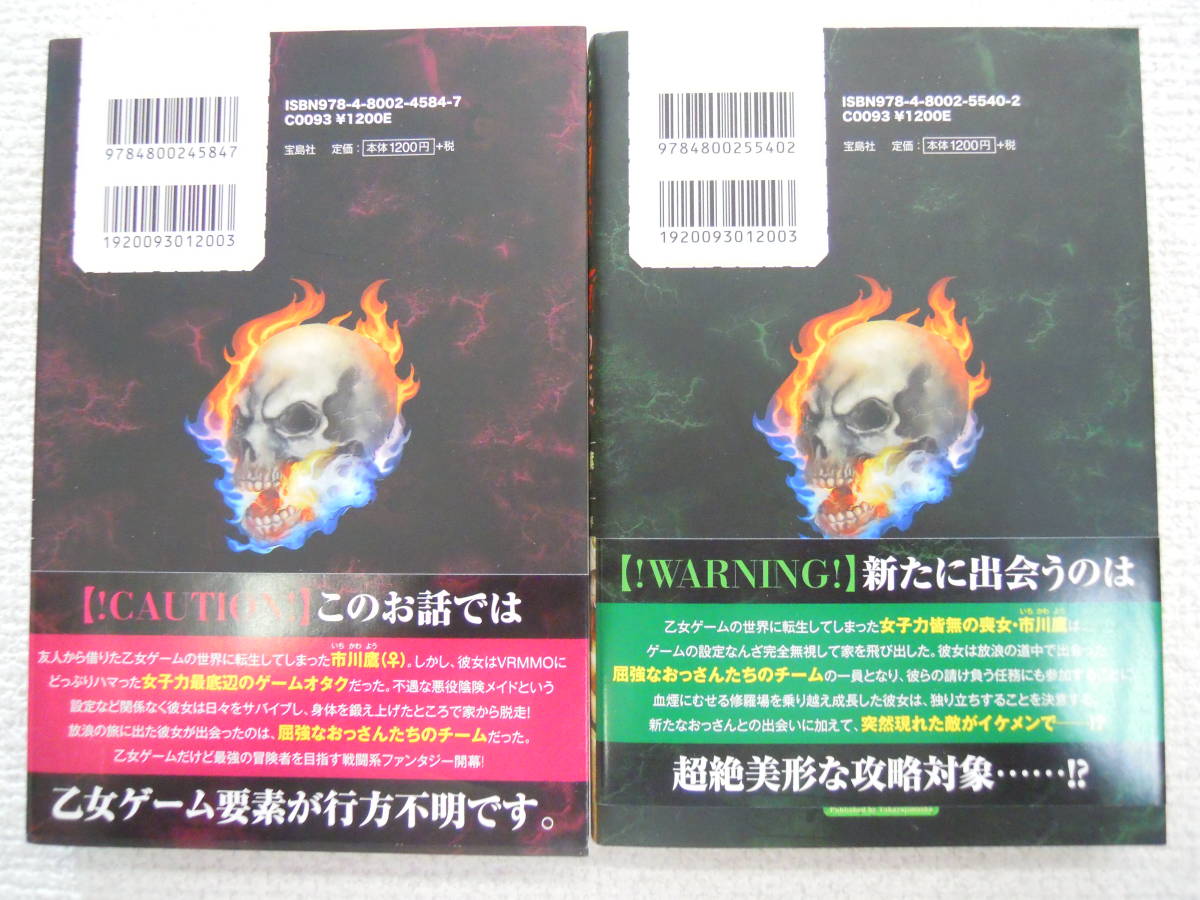 ISBN978-4-8002-4584-7
C0093 ¥1200E
宝島社 定価:本体1200円+税
9784800245847
1920093012003
【!CAUTION!】このお話では
いち かわ よう
友人から借りた乙女ゲームの世界に転生してしまった市川鷹(♀)。しかし、彼女はVRMMOに
どっぷりハマった女子力最底辺のゲームオタクだった。不遇な悪役陰険メイドという
設定など関係なく彼女は日々をサバイブし、身体を鍛え上げたところで家から脱走!
放浪の旅に出た彼女が出会ったのは、屈強なおっさんたちのチームだった。
乙女ゲームだけど最強の冒険者を目指す戦闘系ファンタジー開幕!
乙女ゲーム要素が行方不明です。
ISBN978-4-8002-5540-2
C0093 ¥1200E
宝島社 定価:本体1200円+税
9784800255402
1920093012003
【!WARNING!】新たに出会うのは
いち かわ よう
乙女ゲームの世界に転生してしまった女子力皆無の喪女・市川鷹は、
ゲームの設定なんざ完全無視して家を飛び出した。彼女は放浪の道中で出会った
屈強なおっさんたちのチームの一員となり、彼らの請け負う任務にも参加することに
血煙にむせる修羅場を乗り越え成長した彼女は、独り立ちすることを決意する
新たなおっさんとの出会いに加えて、突然現れた敵がイケメンで――!?
超絶美形な攻略対象……!?
Published by Takarajimasha